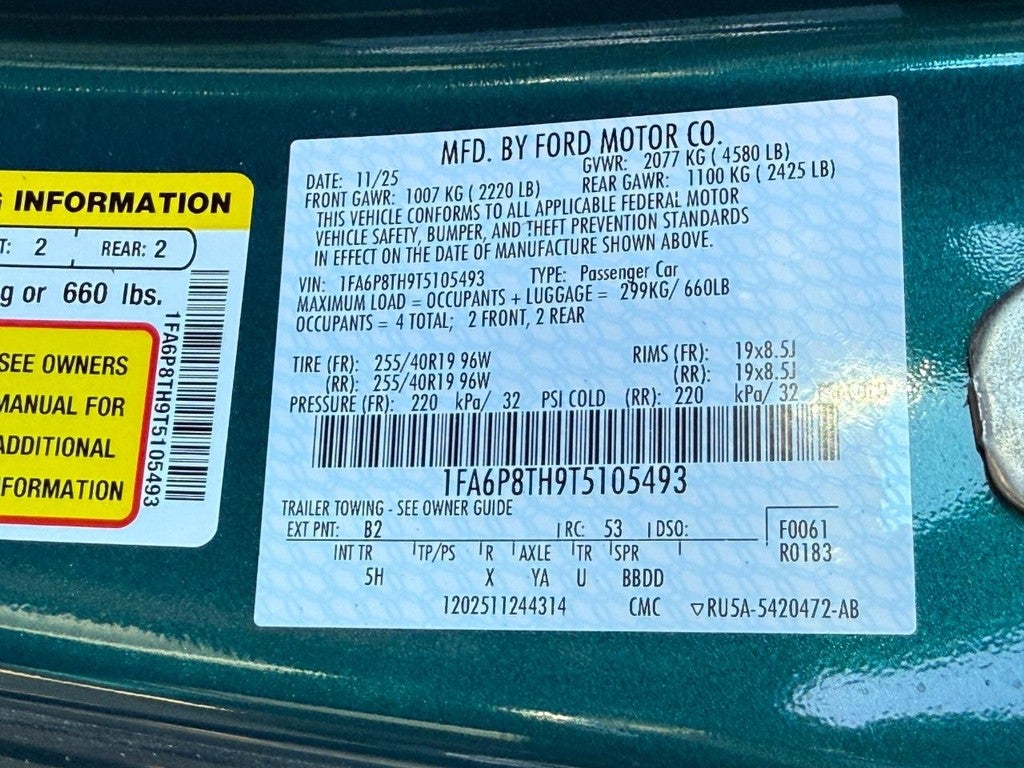 G INFORMATION
T: 2 REAR: 2
g or 660 lbs.
SEE OWNERS
MANUAL FOR
ADDITIONAL
FORMATION
1FA6P8TH9T5105493
MFD. BY FORD MOTOR CO.
DATE: 11/25 GVWR: 2077 KG ( 4580 LB)
FRONT GAWR: 1007 KG ( 2220 LB) REAR GAWR: 1100 KG ( 2425 LB)
THIS VEHICLE CONFORMS TO ALL APPLICABLE FEDERAL MOTOR
VEHICLE SAFETY, BUMPER, AND THEFT PREVENTION STANDARDS
IN EFFECT ON THE DATE OF MANUFACTURE SHOWN ABOVE.
VIN: 1FA6P8TH9T5105493 TYPE: Passenger Car
MAXIMUM LOAD = OCCUPANTS + LUGGAGE = 299KG/ 660LB
OCCUPANTS = 4 TOTAL; 2 FRONT, 2 REAR
TIRE (FR): 255/40R19 96W RIMS (FR): 19x8.5J
(RR): 255/40R19 96W (RR): 19x8.5J
PRESSURE (FR): 220 kPa/ 32 PSI COLD (RR): 220 kPa/ 32
1FA6P8TH9T5105493
TRAILER TOWING - SEE OWNER GUIDE
EXT PNT: B2 RC: 53 DSO: F0061
INT TR TP/PS R AXLE TR SPR R0183
5H X YA U BBDD
1202511244314 CMC ▽RU5A-5420472-AB